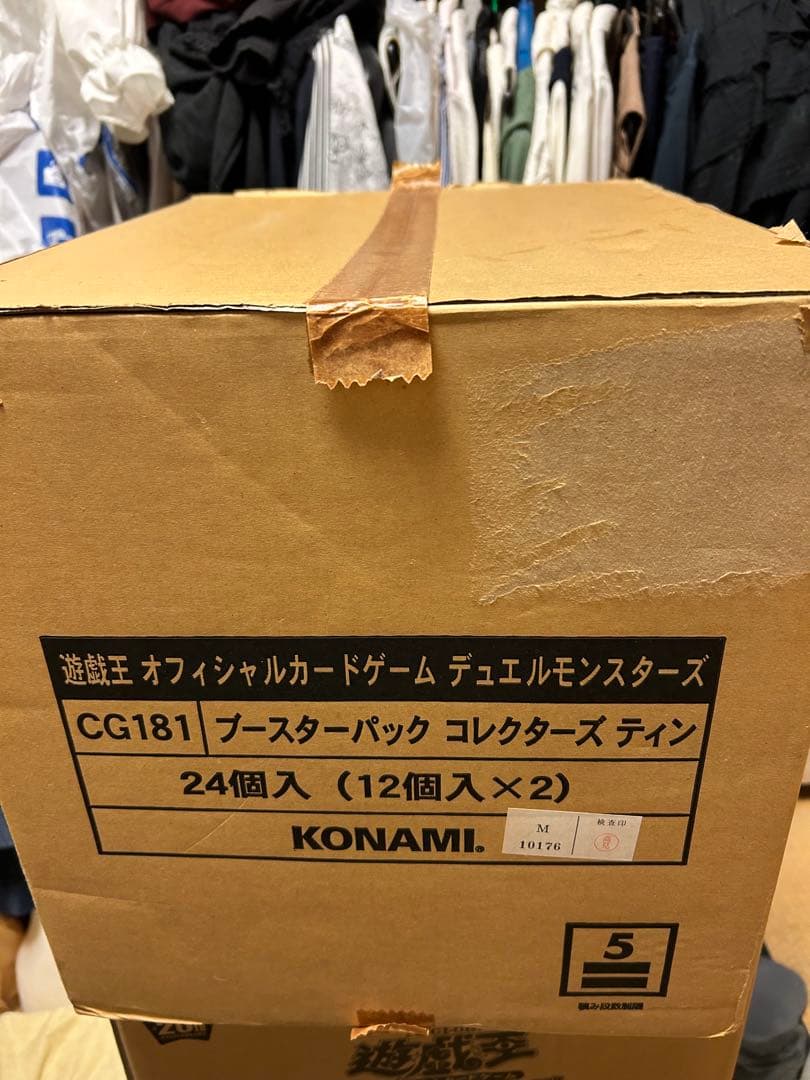 遊戯王 オフィシャルカードゲーム デュエルモンスターズ
CG181 ブースターパック コレクターズ ティン
24個入（12個入×2）
KONAMI®
M
10176
検査印
5
積み段数制限
遊戯王